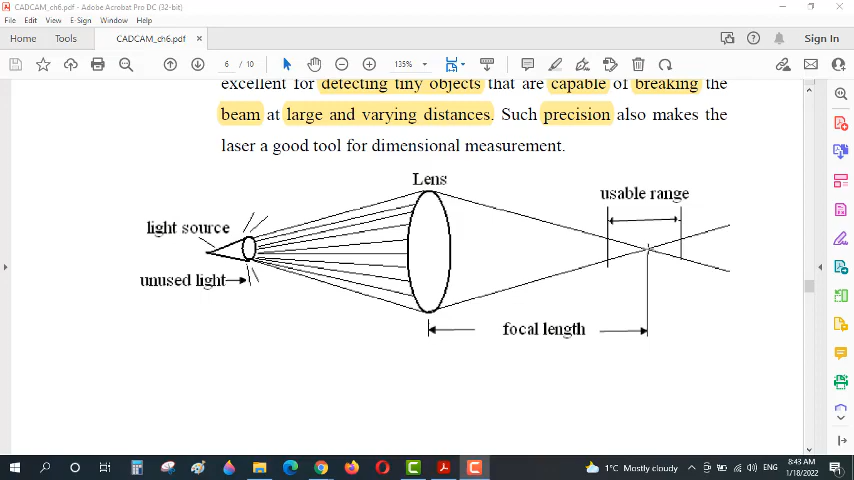 CADCAM_ch6.pdf - Adobe Acrobat Pro DC (32-bit)
File Edit View E-Sign Window Help
Home Tools CADCAM_ch6.pdf × Sign In
6 / 10 135%
excellent for detecting tiny objects that are capable of breaking the
beam at large and varying distances. Such precision also makes the
laser a good tool for dimensional measurement.
Lens
usable range
light source
unused light
focal length
1°C Mostly cloudy ENG 8:43 AM
1/18/2022